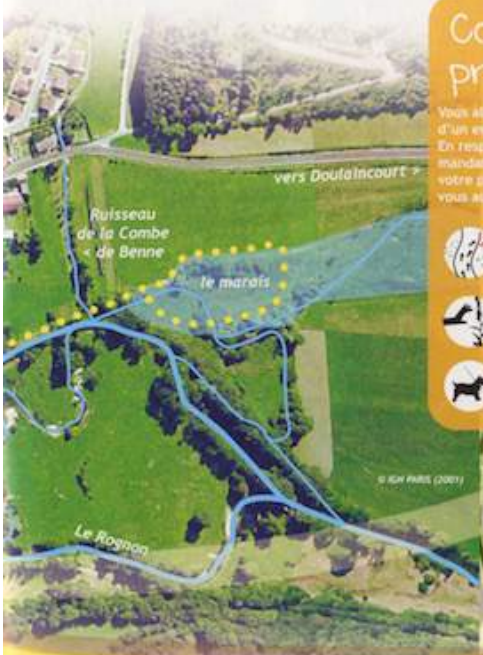 vers Doulaincourt >
Ruisseau
de la Combe
< de Benne
le marais
© IGN PARIS (2001)
Le Rognon
Co
pr
Vous
d'un
En resp
manda
votre
vous